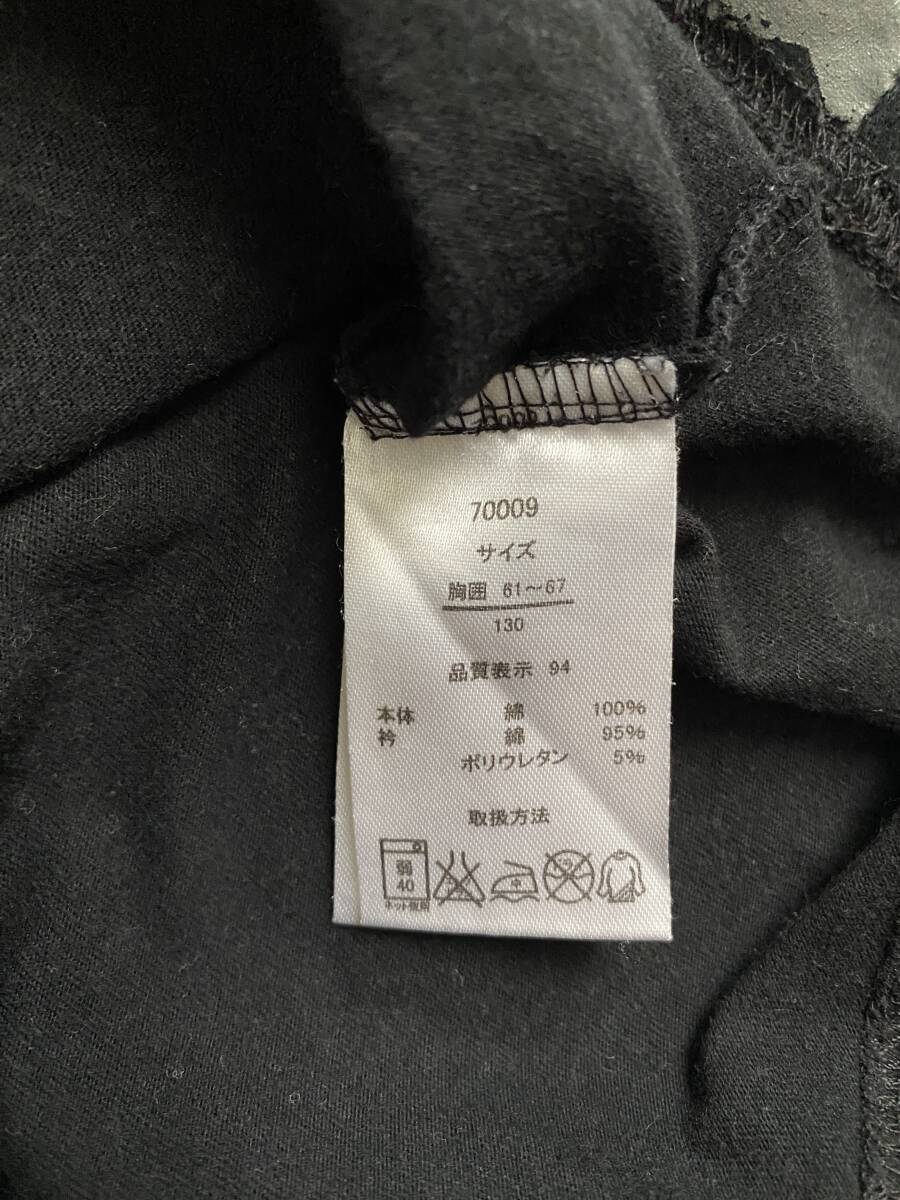 70009
サイズ
胸囲 61～67
130
品質表示 94
本体 綿 100%
衿 綿 95%
ポリウレタン 5%
取扱方法
弱
40
ネット使用
中